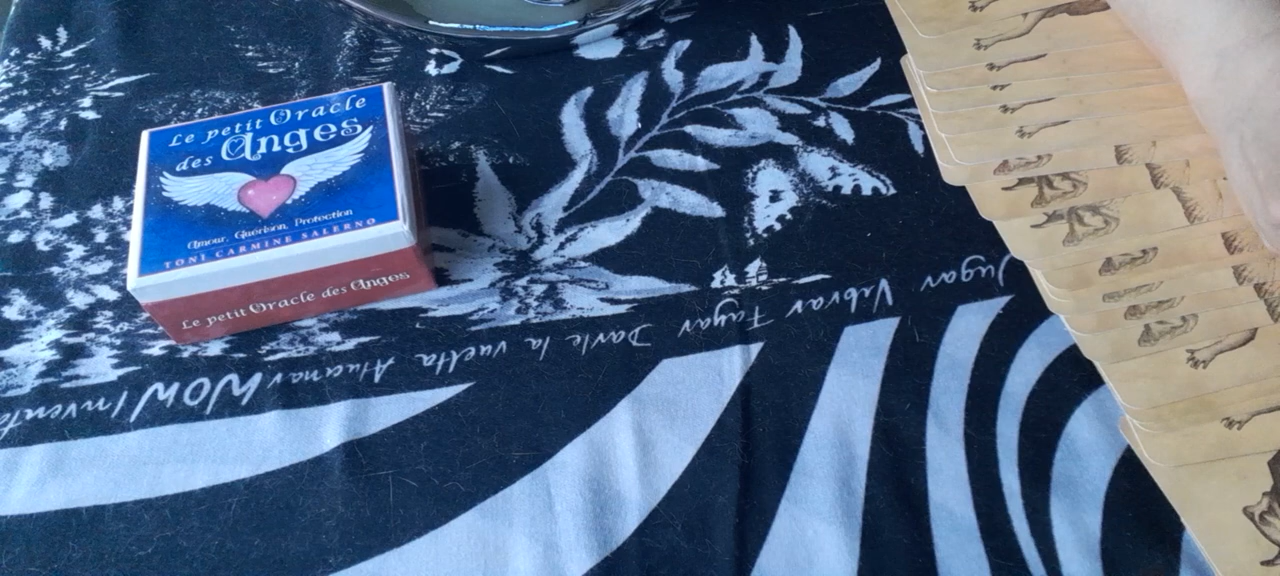 Le petit Oracle
des Anges
Amour, Guérison, Protection
TONI CARMINE SALERNO
Le petit Oracle des Anges
Jugar Vibrar Fayar Darle la vuelta Alucinar WOW! Invent